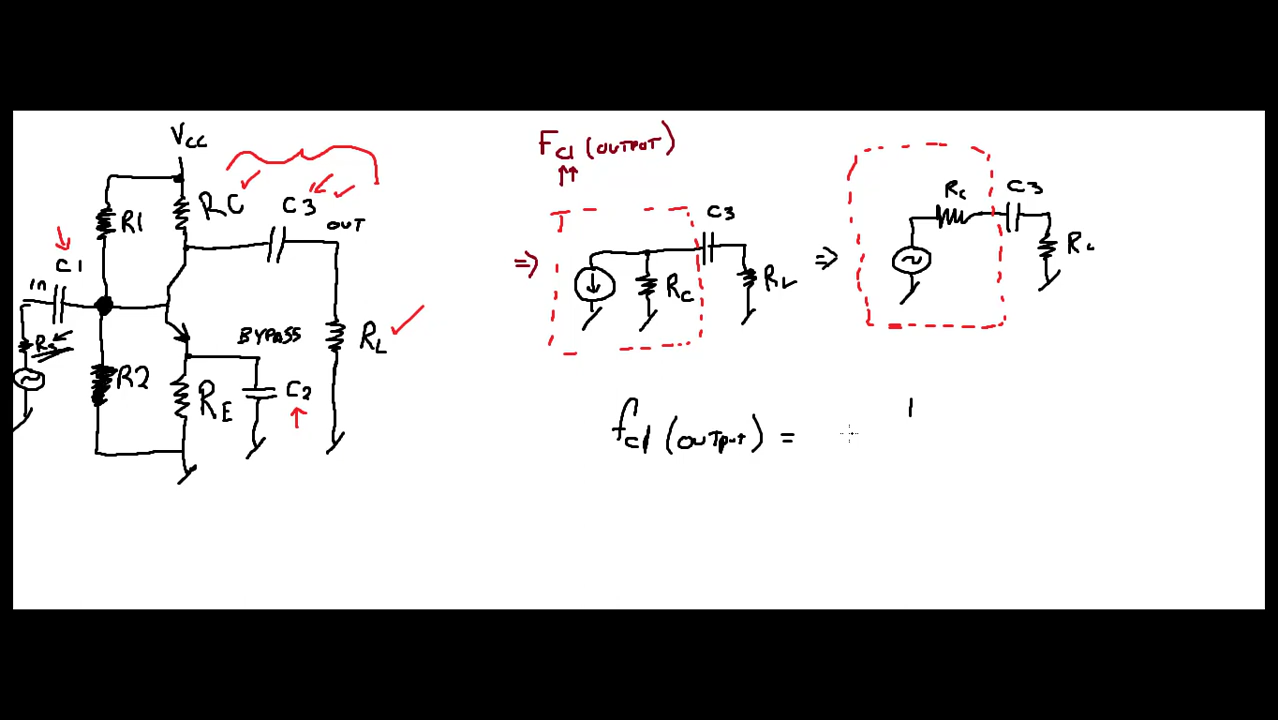 VCC
RC
C3
OUT
R1
C1
in
Rs
R2
BYPASS
RL
RE
C2
FC1 (OUTPUT)
C3
RC
RL
RC
C3
RL
fc1 (OUTPUT) = 1